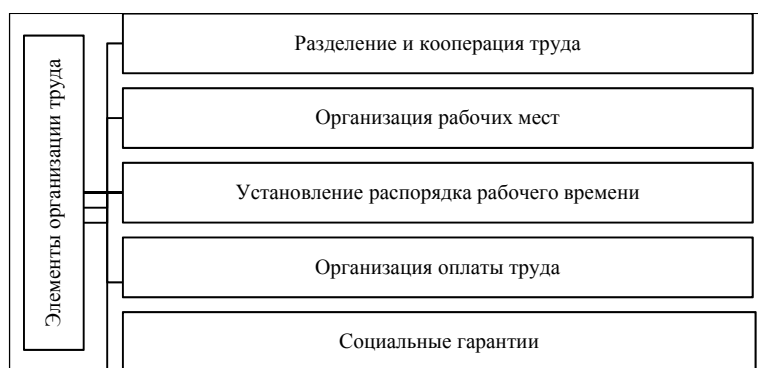 Элементы организации труда
Разделение и кооперация труда
Организация рабочих мест
Установление распорядка рабочего времени
Организация оплаты труда
Социальные гарантии